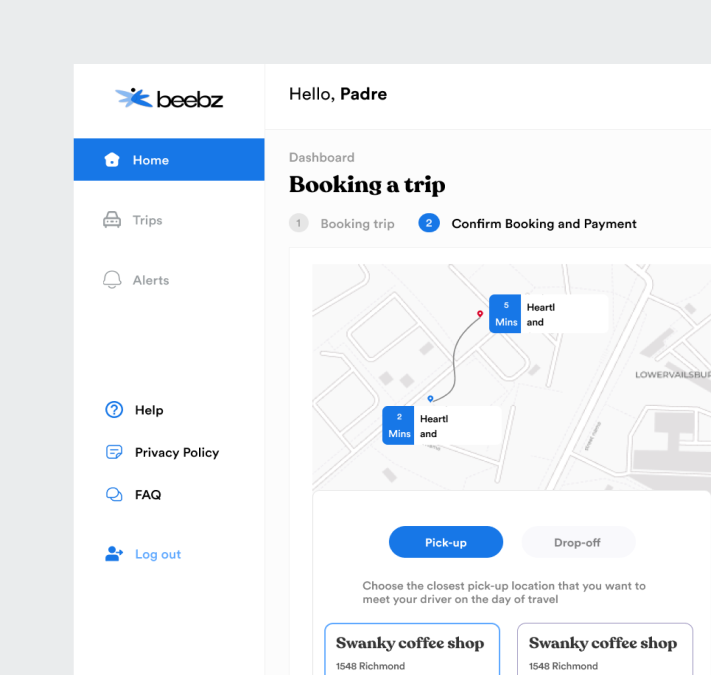 beebz
Hello, Padre
Home
Trips
Alerts
Help
Privacy Policy
FAQ
Log out
Dashboard
Booking a trip
1 Booking trip 2 Confirm Booking and Payment
5
Mins
Heartl
and
LOWERVAILSBUR
2
Mins
Heartl
and
street name
Pick-up
Drop-off
Choose the closest pick-up location that you want to
meet your driver on the day of travel
Swanky coffee shop
1548 Richmond
Swanky coffee shop
1548 Richmond